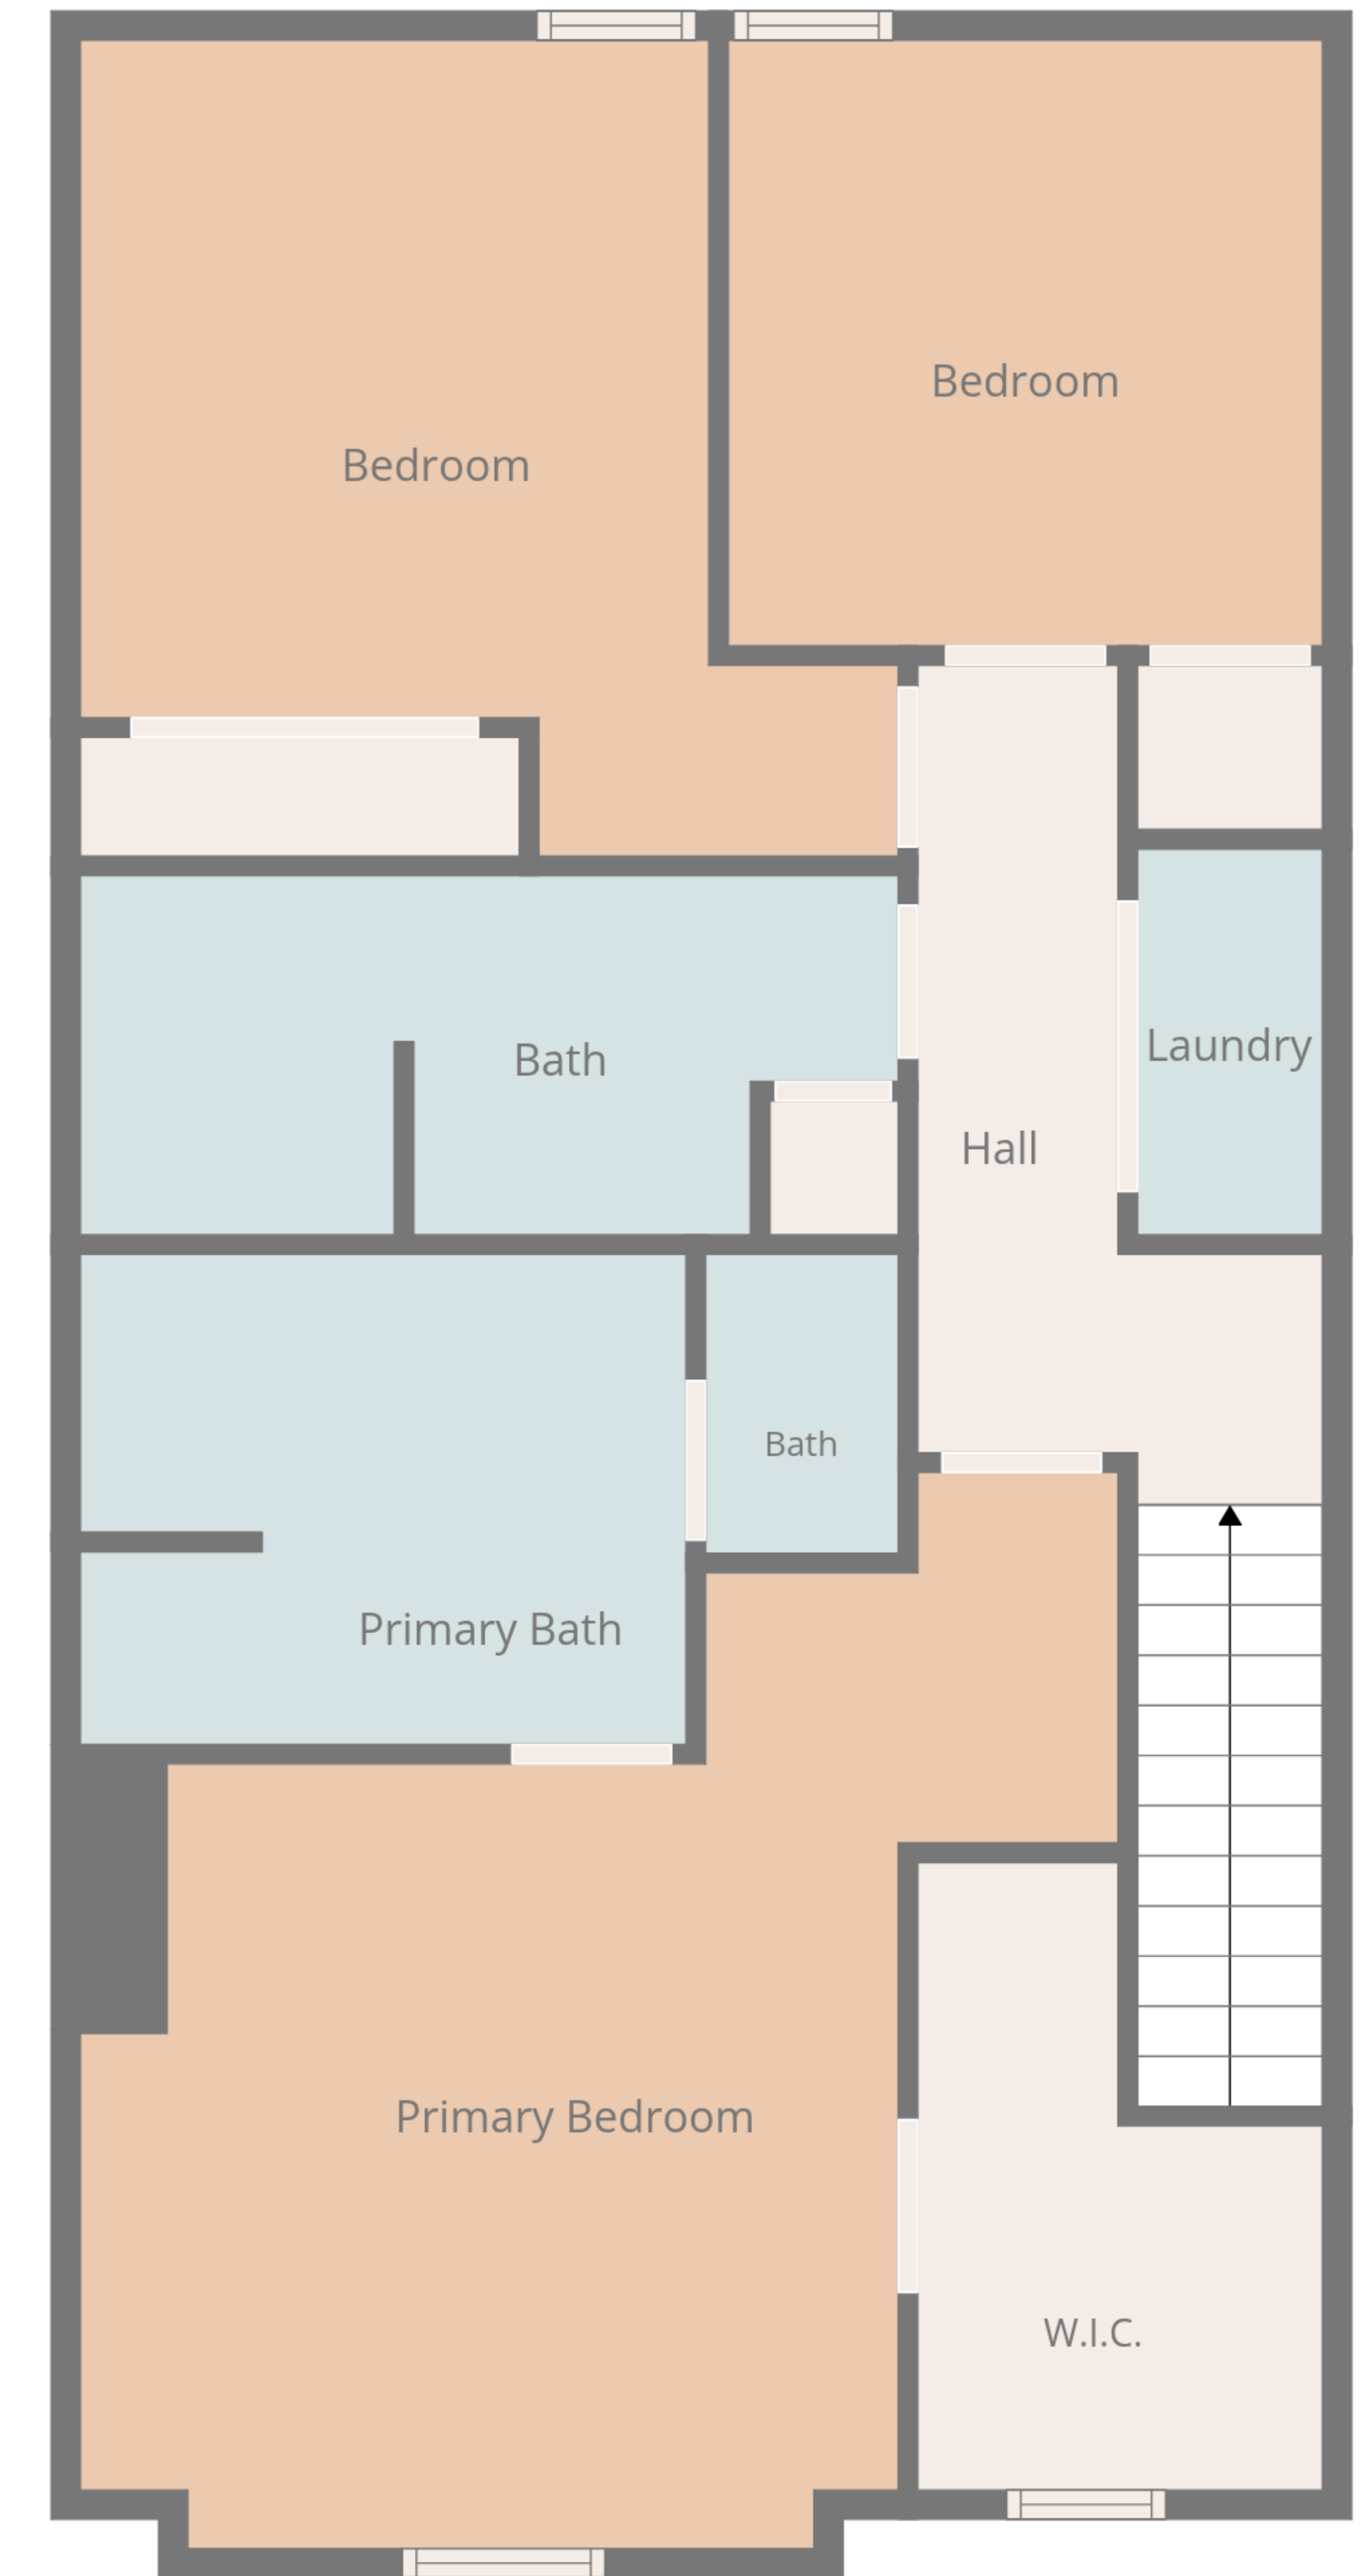 Bedroom
Bedroom
Bath
Laundry
Hall
Bath
Primary Bath
Primary Bedroom
W.I.C.